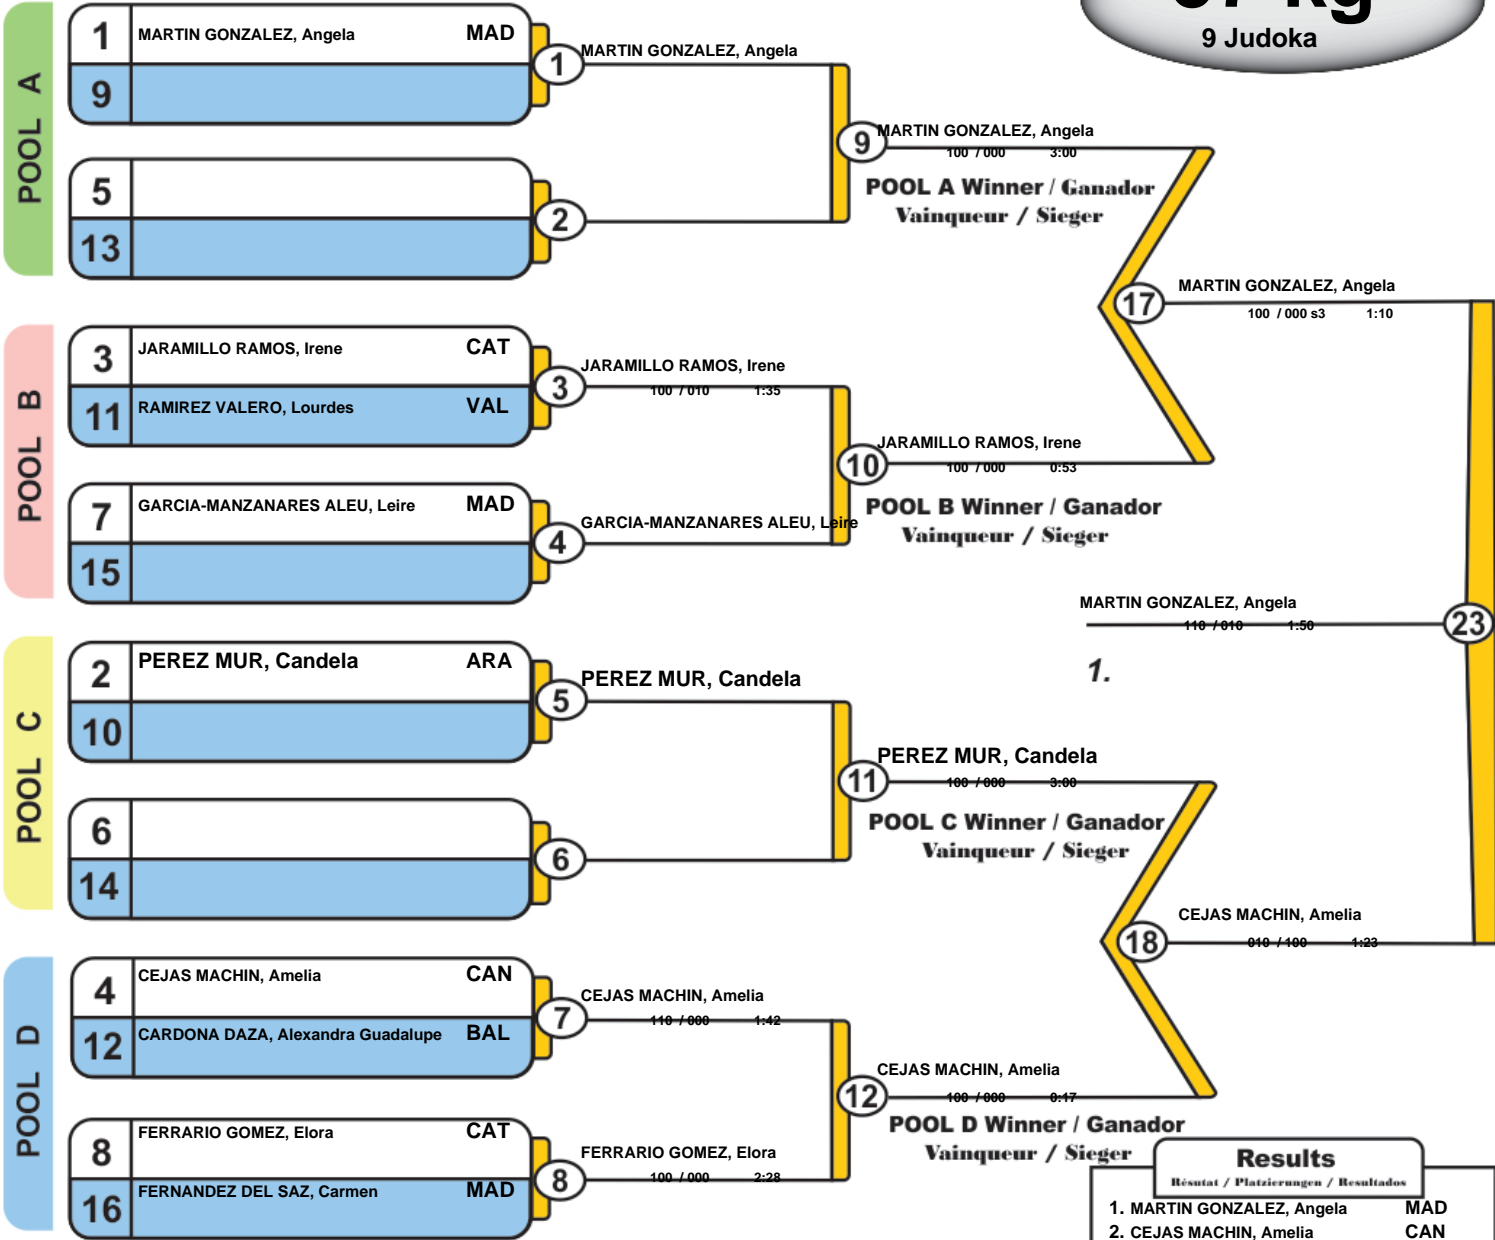 9 Judoka
POOL A
1 MARTIN GONZALEZ, Angela MAD
9
1
MARTIN GONZALEZ, Angela
5
13
2
9
MARTIN GONZALEZ, Angela
100 / 000 3:00
POOL A Winner / Ganador
Vainqueur / Sieger
POOL B
3 JARAMILLO RAMOS, Irene CAT
11 RAMIREZ VALERO, Lourdes VAL
3
JARAMILLO RAMOS, Irene
100 / 010 1:35
7 GARCIA-MANZANARES ALEU, Leire MAD
15
4
GARCIA-MANZANARES ALEU, Leire
10
JARAMILLO RAMOS, Irene
100 / 000 0:53
POOL B Winner / Ganador
Vainqueur / Sieger
17
MARTIN GONZALEZ, Angela
100 / 000 s3 1:10
MARTIN GONZALEZ, Angela
110 / 010 1:50
23
1.
POOL C
2 PEREZ MUR, Candela ARA
10
5
PEREZ MUR, Candela
6
14
6
11
PEREZ MUR, Candela
100 / 000 3:00
POOL C Winner / Ganador
Vainqueur / Sieger
18
CEJAS MACHIN, Amelia
010 / 100 1:23
POOL D
4 CEJAS MACHIN, Amelia CAN
12 CARDONA DAZA, Alexandra Guadalupe BAL
7
CEJAS MACHIN, Amelia
110 / 000 1:42
8 FERRARIO GOMEZ, Elora CAT
16 FERNANDEZ DEL SAZ, Carmen MAD
8
FERRARIO GOMEZ, Elora
100 / 000 2:28
12
CEJAS MACHIN, Amelia
100 / 000 0:17
POOL D Winner / Ganador
Vainqueur / Sieger
Results
Résutat / Platzierungen / Resultados
1. MARTIN GONZALEZ, Angela MAD
2. CEJAS MACHIN, Amelia CAN